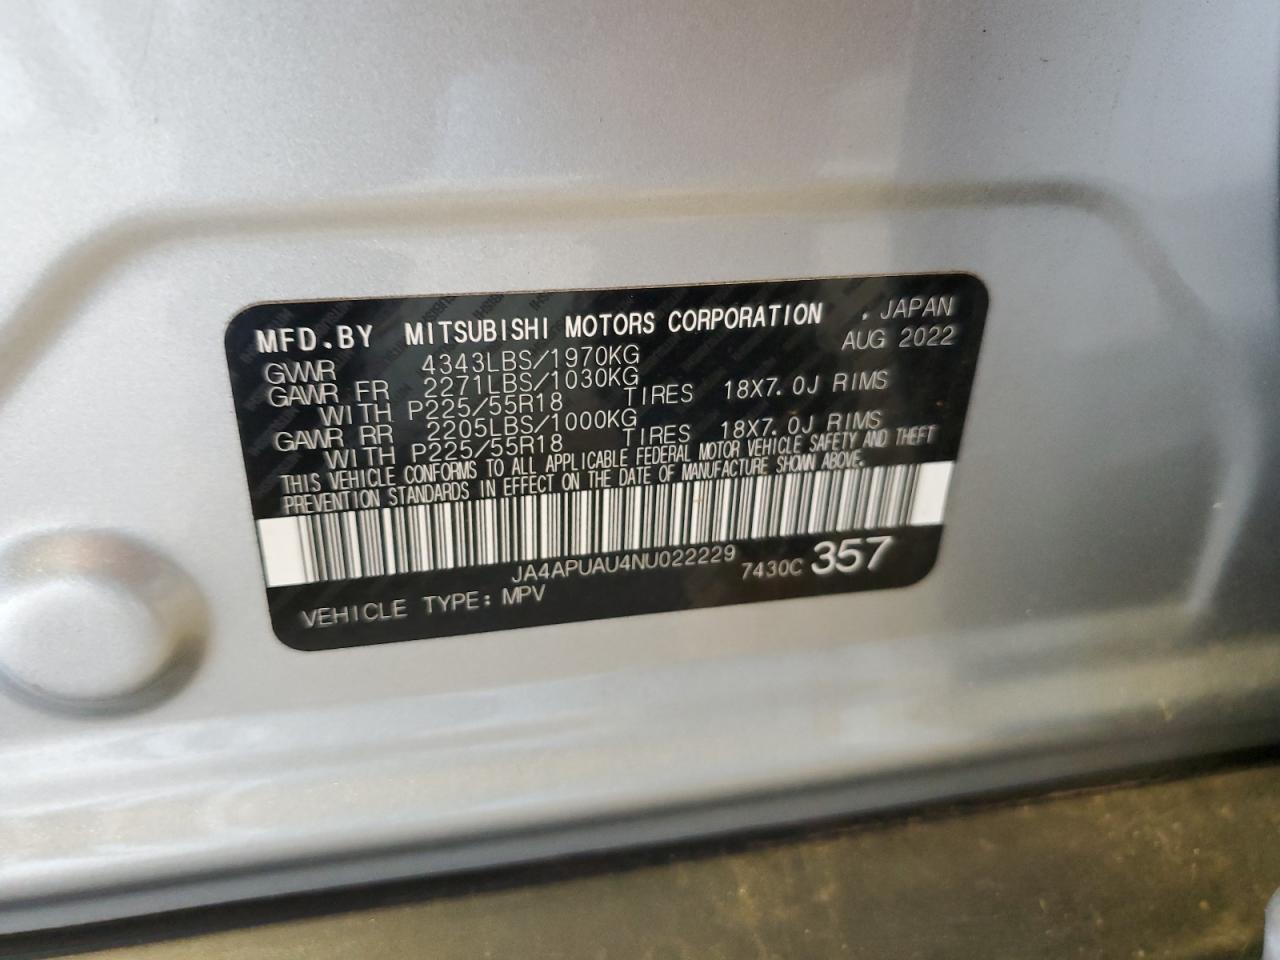 MFD.BY MITSUBISHI MOTORS CORPORATION . JAPAN
GVWR 4343LBS/1970KG AUG 2022
GAWR FR 2271LBS/1030KG
WITH P225/55R18 TIRES 18X7.0J RIMS
GAWR RR 2205LBS/1000KG
WITH P225/55R18 TIRES 18X7.0J RIMS
THIS VEHICLE CONFORMS TO ALL APPLICABLE FEDERAL MOTOR VEHICLE SAFETY AND THEFT
PREVENTION STANDARDS IN EFFECT ON THE DATE OF MANUFACTURE SHOWN ABOVE.
JA4APUAU4NU022229 7430C 357
VEHICLE TYPE: MPV